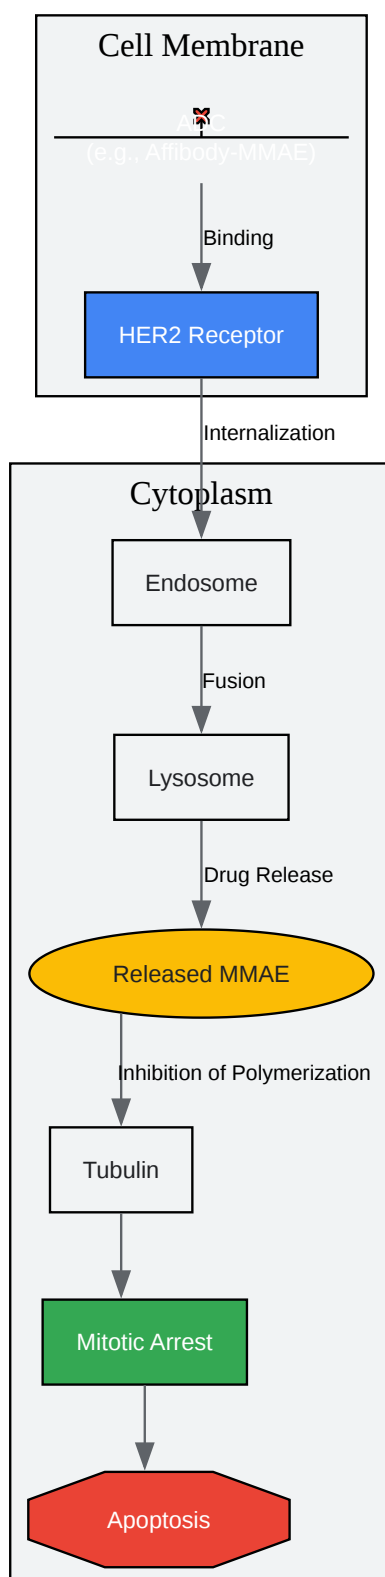 Cell Membrane
ADC
(e.g., Affibody-MMAE)
Binding
HER2 Receptor
Internalization
Cytoplasm
Endosome
Fusion
Lysosome
Drug Release
Released MMAE
Inhibition of Polymerization
Tubulin
Mitotic Arrest
Apoptosis